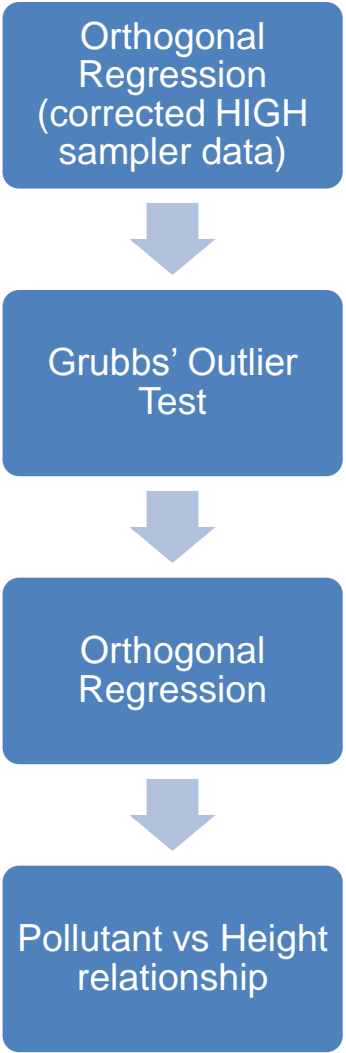 Orthogonal
Regression
(corrected HIGH
sampler data)
Grubbs’ Outlier
Test
Orthogonal
Regression
Pollutant vs Height
relationship